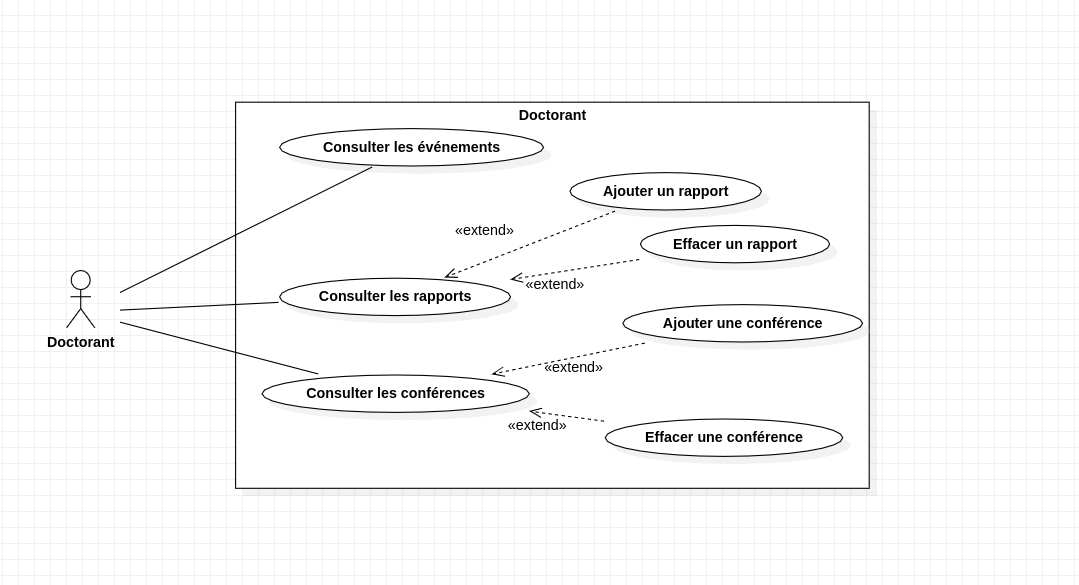 Doctorant
Consulter les événements
Ajouter un rapport
«extend»
Effacer un rapport
«extend»
Consulter les rapports
Ajouter une conférence
Doctorant
«extend»
Consulter les conférences
«extend»
Effacer une conférence